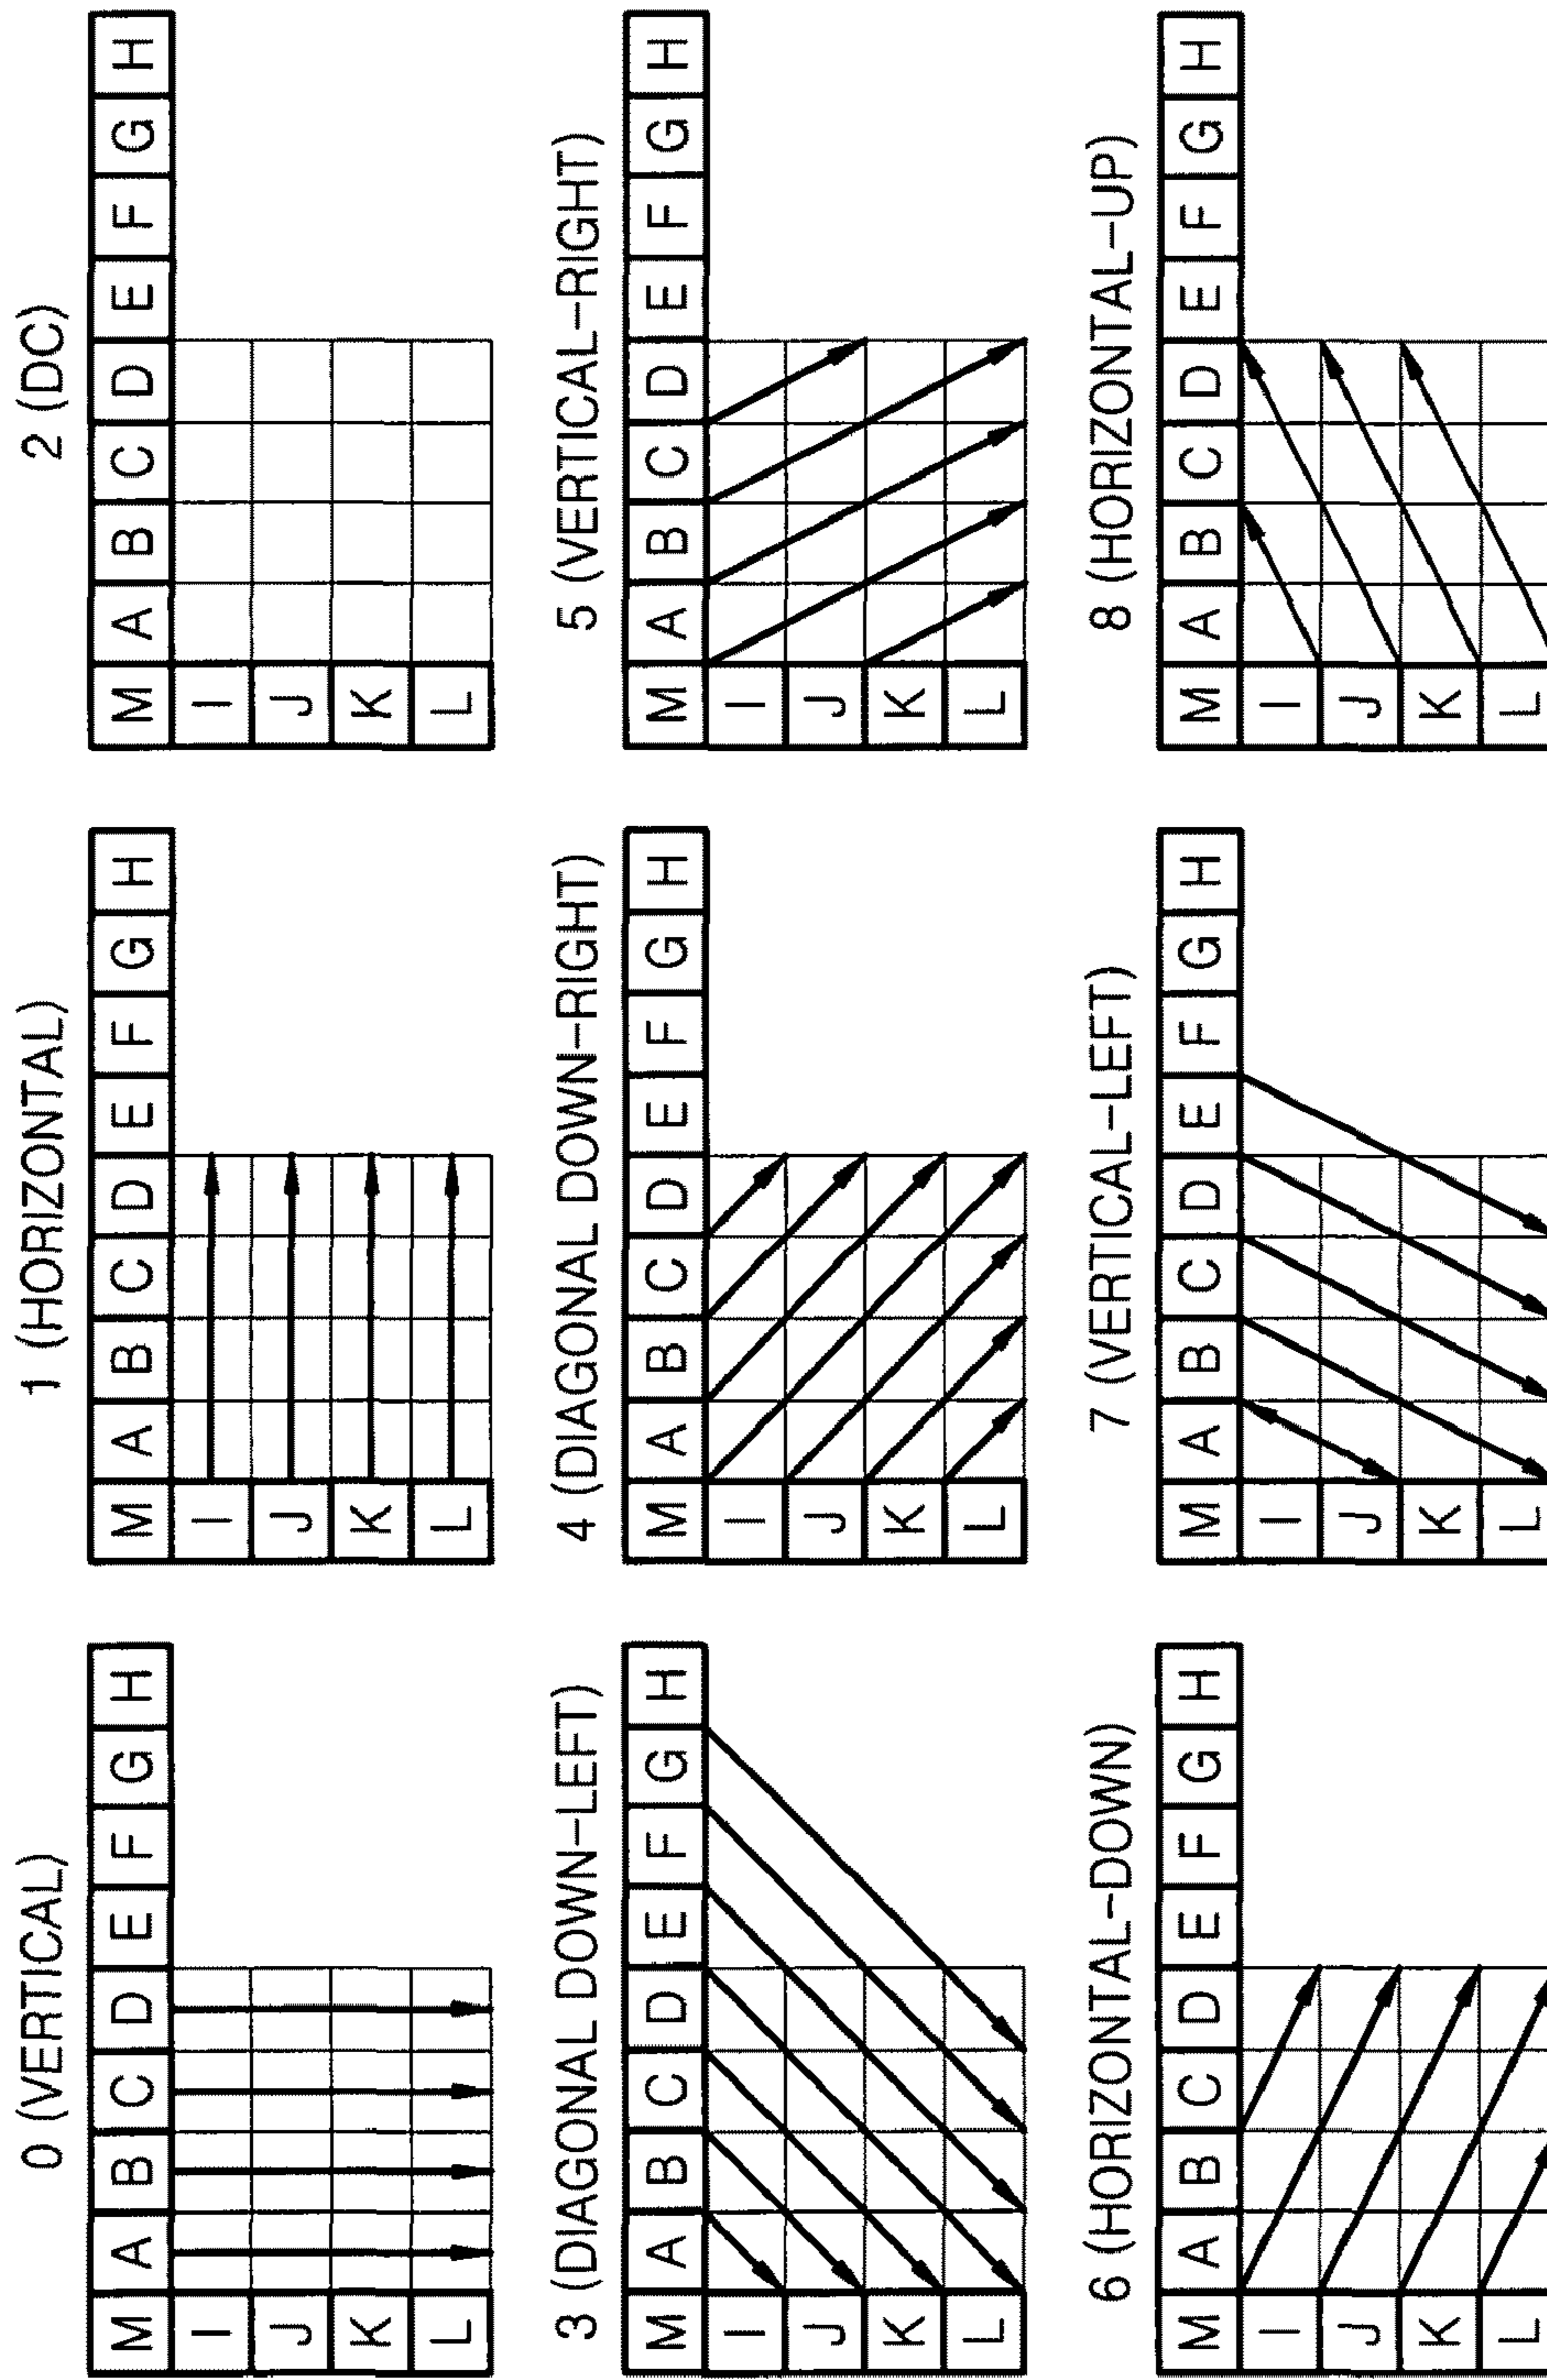 0 (VERTICAL)
M A B C D E F G H
I
J
K
L
1 (HORIZONTAL)
M A B C D E F G H
I
J
K
L
2 (DC)
M A B C D E F G H
I
J
K
L
3 (DIAGONAL DOWN-LEFT)
M A B C D E F G H
I
J
K
L
4 (DIAGONAL DOWN-RIGHT)
M A B C D E F G H
I
J
K
L
5 (VERTICAL-RIGHT)
M A B C D E F G H
I
J
K
L
6 (HORIZONTAL-DOWN)
M A B C D E F G H
I
J
K
L
7 (VERTICAL-LEFT)
M A B C D E F G H
I
J
K
L
8 (HORIZONTAL-UP)
M A B C D E F G H
I
J
K
L